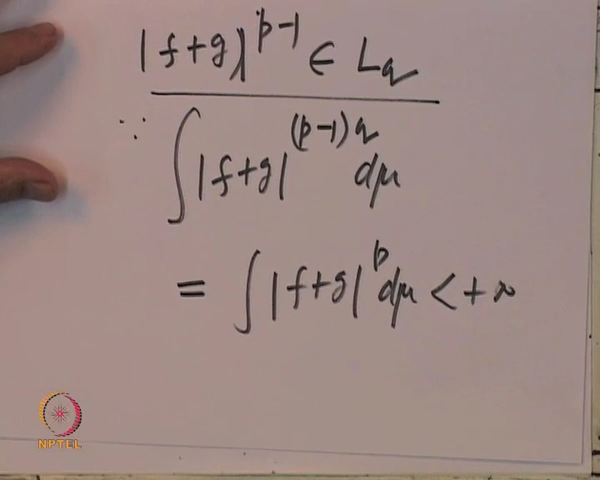 |f+g|^{p-1} ∈ L_q
∵ ∫ |f+g|^{(p-1)q} dμ
= ∫ |f+g|^p dμ < +∞
NPTEL